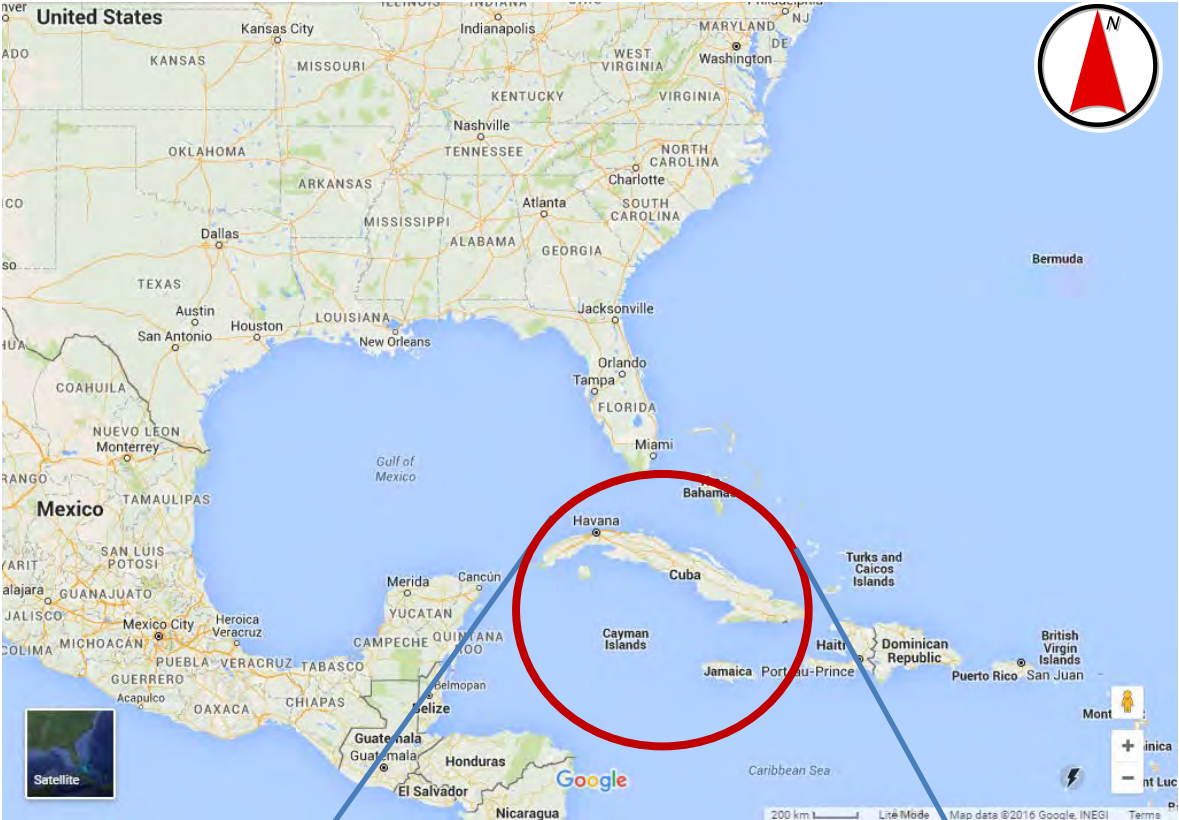 United States
Kansas City
Indianapolis
MARYLAND
NJ
DE
KANSAS
MISSOURI
WEST
VIRGINIA
Washington
KENTUCKY
VIRGINIA
N
Nashville
TENNESSEE
OKLAHOMA
NORTH
CAROLINA
ARKANSAS
Charlotte
Atlanta
SOUTH
CAROLINA
MISSISSIPPI
Dallas
ALABAMA
GEORGIA
Bermuda
TEXAS
Austin
Houston
LOUISIANA
Jacksonville
San Antonio
New Orleans
Orlando
COAHUILA
Tampa
FLORIDA
NUEVO LEON
Monterrey
Miami
Gulf of
Mexico
Bahamas
Mexico
TAMAULIPAS
Havana
SAN LUIS
POTOSI
Turks and
Caicos
Islands
Cuba
Merida
Cancún
GUANAJUATO
YUCATAN
JALISCO
Mexico City
Heroica
Veracruz
COLIMA
MICHOACÁN
CAMPECHE
QUINTANA
ROO
Cayman
Islands
Haiti
Dominican
Republic
British
Virgin
Islands
PUEBLA
VERACRUZ
TABASCO
Jamaica
Port-au-Prince
Puerto Rico
San Juan
GUERRERO
Acapulco
OAXACA
CHIAPAS
Belmopan
Belize
Guatemala
Guatemala
Honduras
El Salvador
Nicaragua
Google
Caribbean Sea
Satellite
+
−
200 km
Lite Mode
Map data ©2016 Google, INEGI
Terms